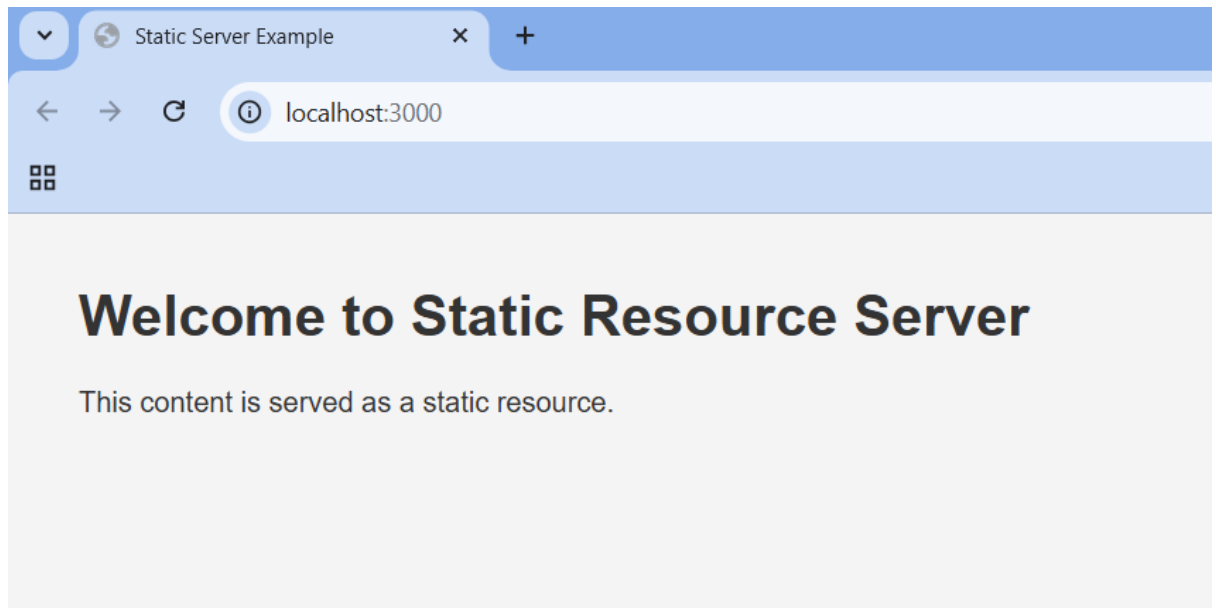 Static Server Example
localhost:3000
Welcome to Static Resource Server
This content is served as a static resource.